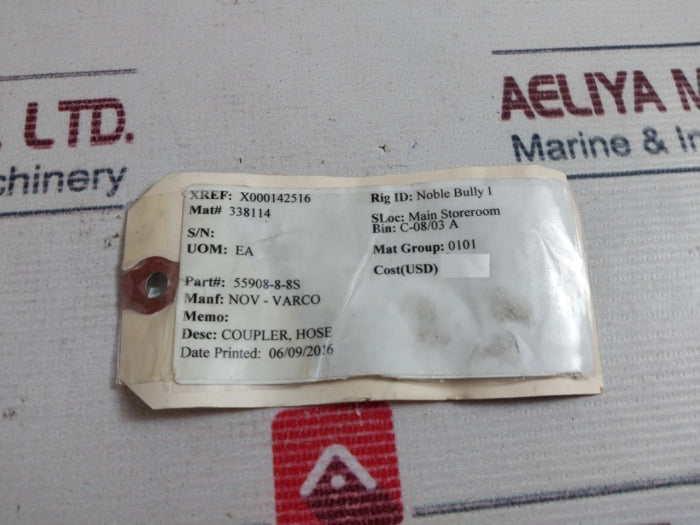 LTD.
chinery
AELIYA M
Marine & In
XREF: X000142516
Mat# 338114
S/N:
UOM: EA
Part#: 55908-8-8S
Manf: NOV - VARCO
Memo:
Desc: COUPLER, HOSE
Date Printed: 06/09/2016
Rig ID: Noble Bully I
SLoc: Main Storeroom
Bin: C-08/03 A
Mat Group: 0101
Cost(USD)